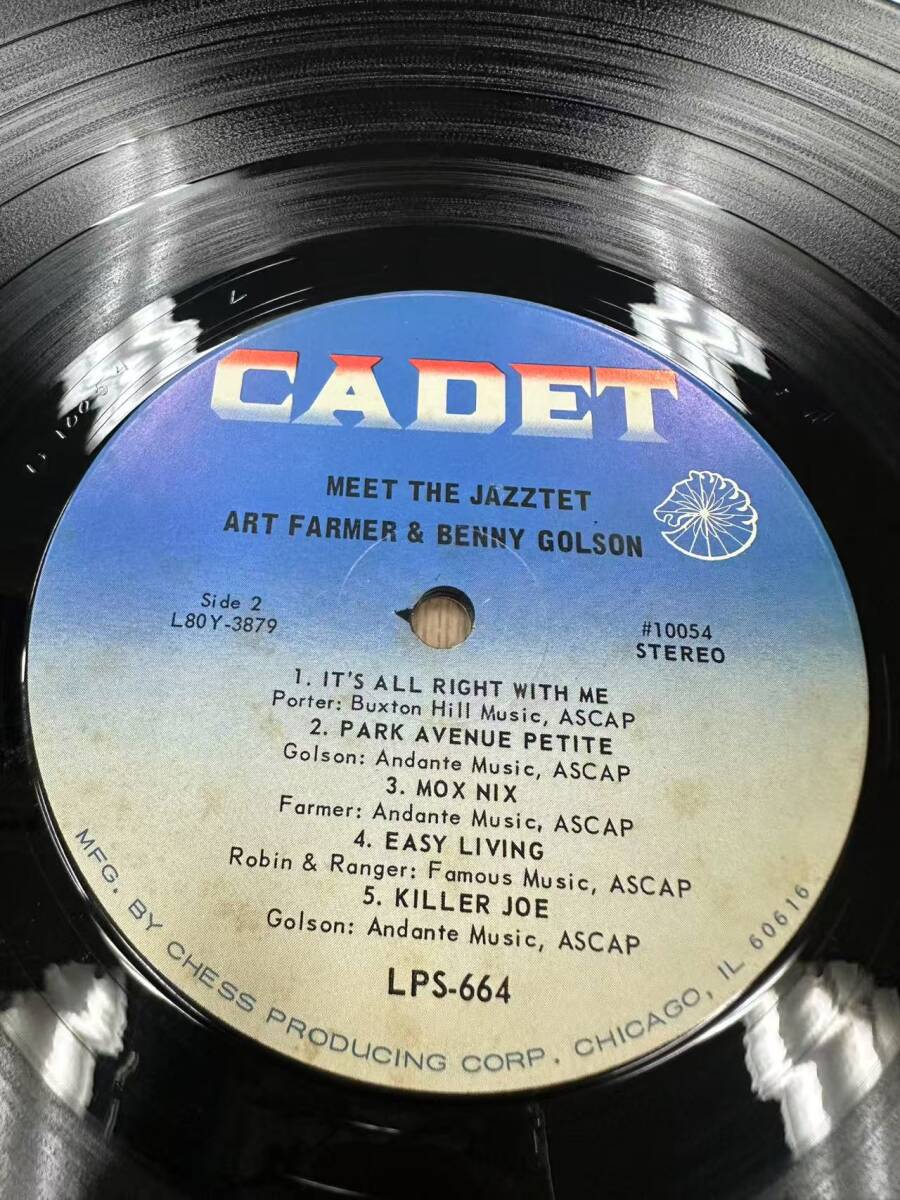 CADET
MEET THE JAZZTET
ART FARMER & BENNY GOLSON
Side 2
L80Y-3879
#10054
STEREO
1. IT'S ALL RIGHT WITH ME
Porter: Buxton Hill Music, ASCAP
2. PARK AVENUE PETITE
Golson: Andante Music, ASCAP
3. MOX NIX
Farmer: Andante Music, ASCAP
4. EASY LIVING
Robin & Ranger: Famous Music, ASCAP
5. KILLER JOE
Golson: Andante Music, ASCAP
LPS-664
MFG. BY CHESS PRODUCING CORP. CHICAGO, IL 60616